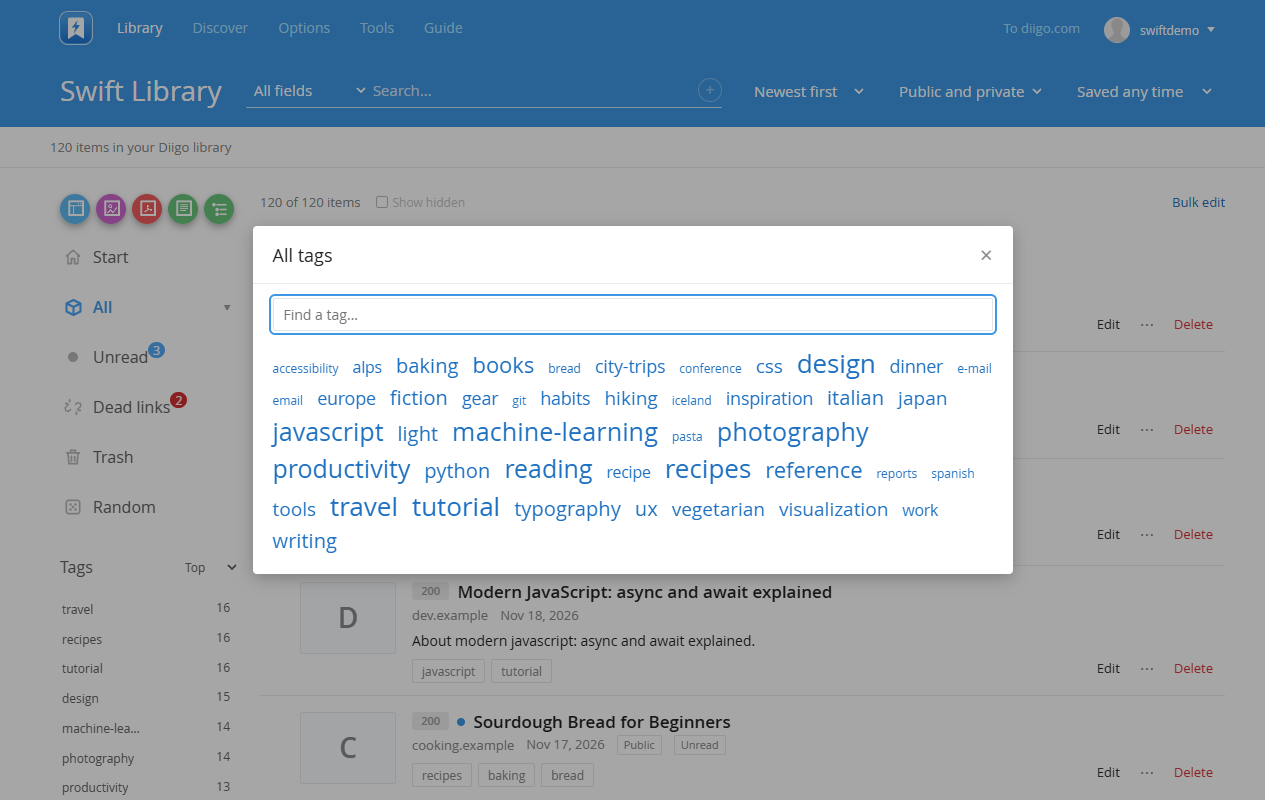 Library Discover Options Tools Guide To diigo.com swiftdemo
Swift Library All fields Search... + Newest first Public and private Saved any time
120 items in your Diigo library
120 of 120 items Show hidden Bulk edit
Start
All
Unread 3
Dead links 2
Trash
Random
Tags Top
travel 16
recipes 16
tutorial 16
design 15
machine-lea... 14
photography 14
productivity 13
All tags ×
Find a tag...
accessibility alps baking books bread city-trips conference css design dinner e-mail
email europe fiction gear git habits hiking iceland inspiration italian japan
javascript light machine-learning pasta photography
productivity python reading recipe recipes reference reports spanish
tools travel tutorial typography ux vegetarian visualization work
writing
Edit ··· Delete
Edit ··· Delete
Edit ··· Delete
D
200 Modern JavaScript: async and await explained
dev.example Nov 18, 2026
About modern javascript: async and await explained.
javascript tutorial
Edit ··· Delete
C
200 Sourdough Bread for Beginners
cooking.example Nov 17, 2026 Public Unread
recipes baking bread
Edit ··· Delete